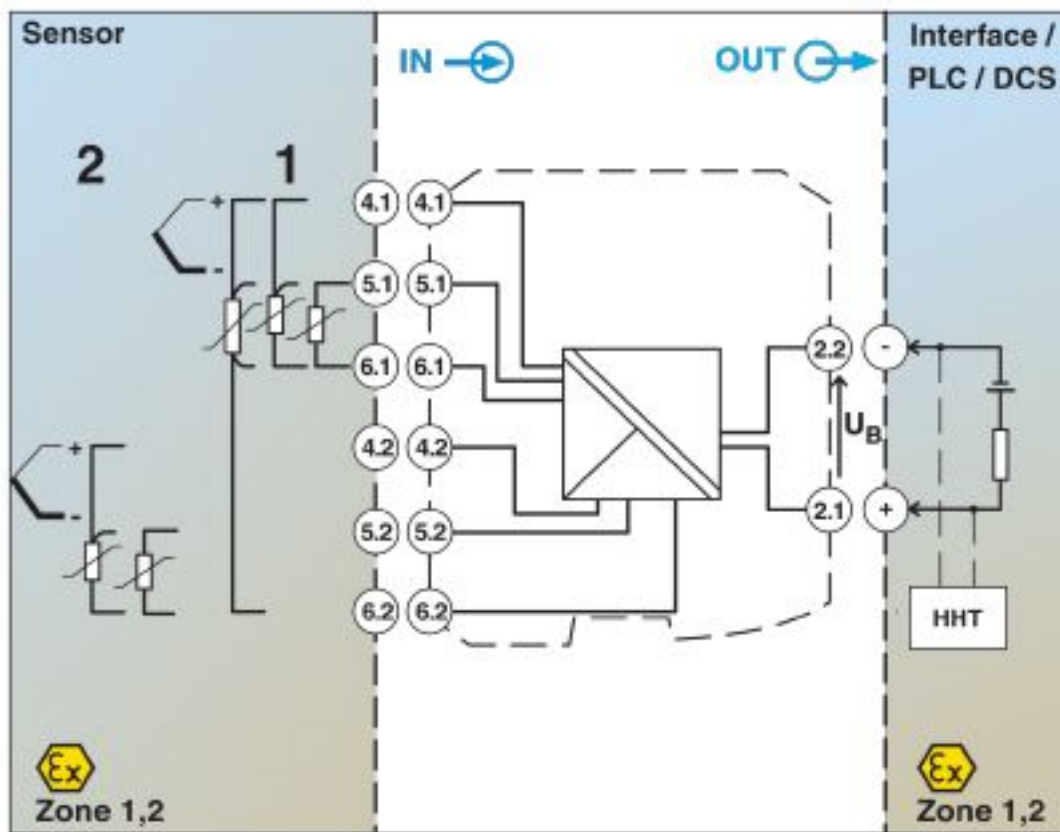 Sensor
IN
OUT
Interface /
PLC / DCS
2
1
+
-
4.1
4.1
5.1
5.1
6.1
6.1
4.2
4.2
5.2
5.2
6.2
6.2
+
-
2.2
-
UB
2.1
+
HHT
Ex
Zone 1,2
Ex
Zone 1,2